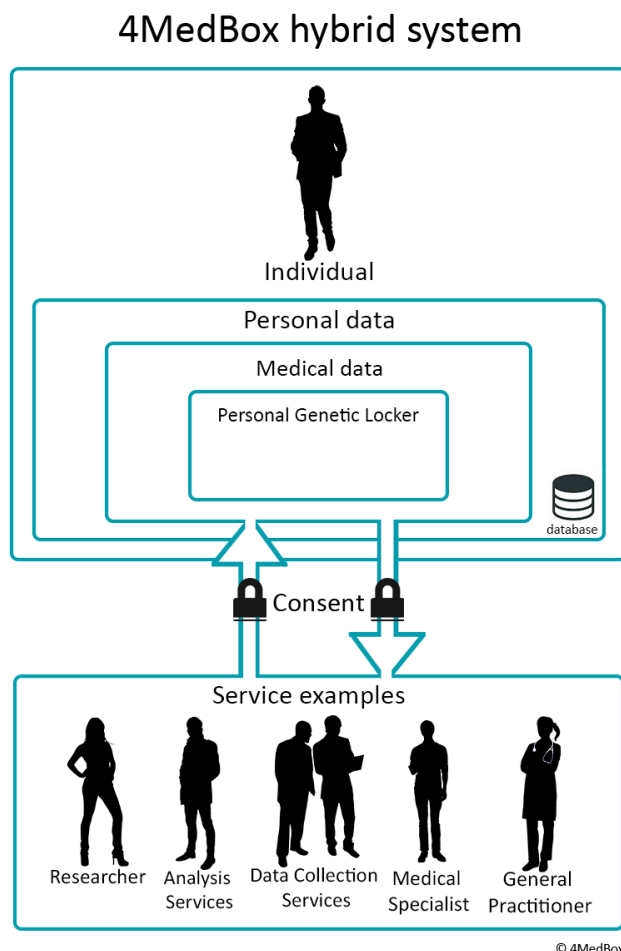 4MedBox hybrid system
Individual
Personal data
Medical data
Personal Genetic Locker
database
Consent
Service examples
Researcher
Analysis
Services
Data Collection
Services
Medical
Specialist
General
Practitioner
© 4MedBox